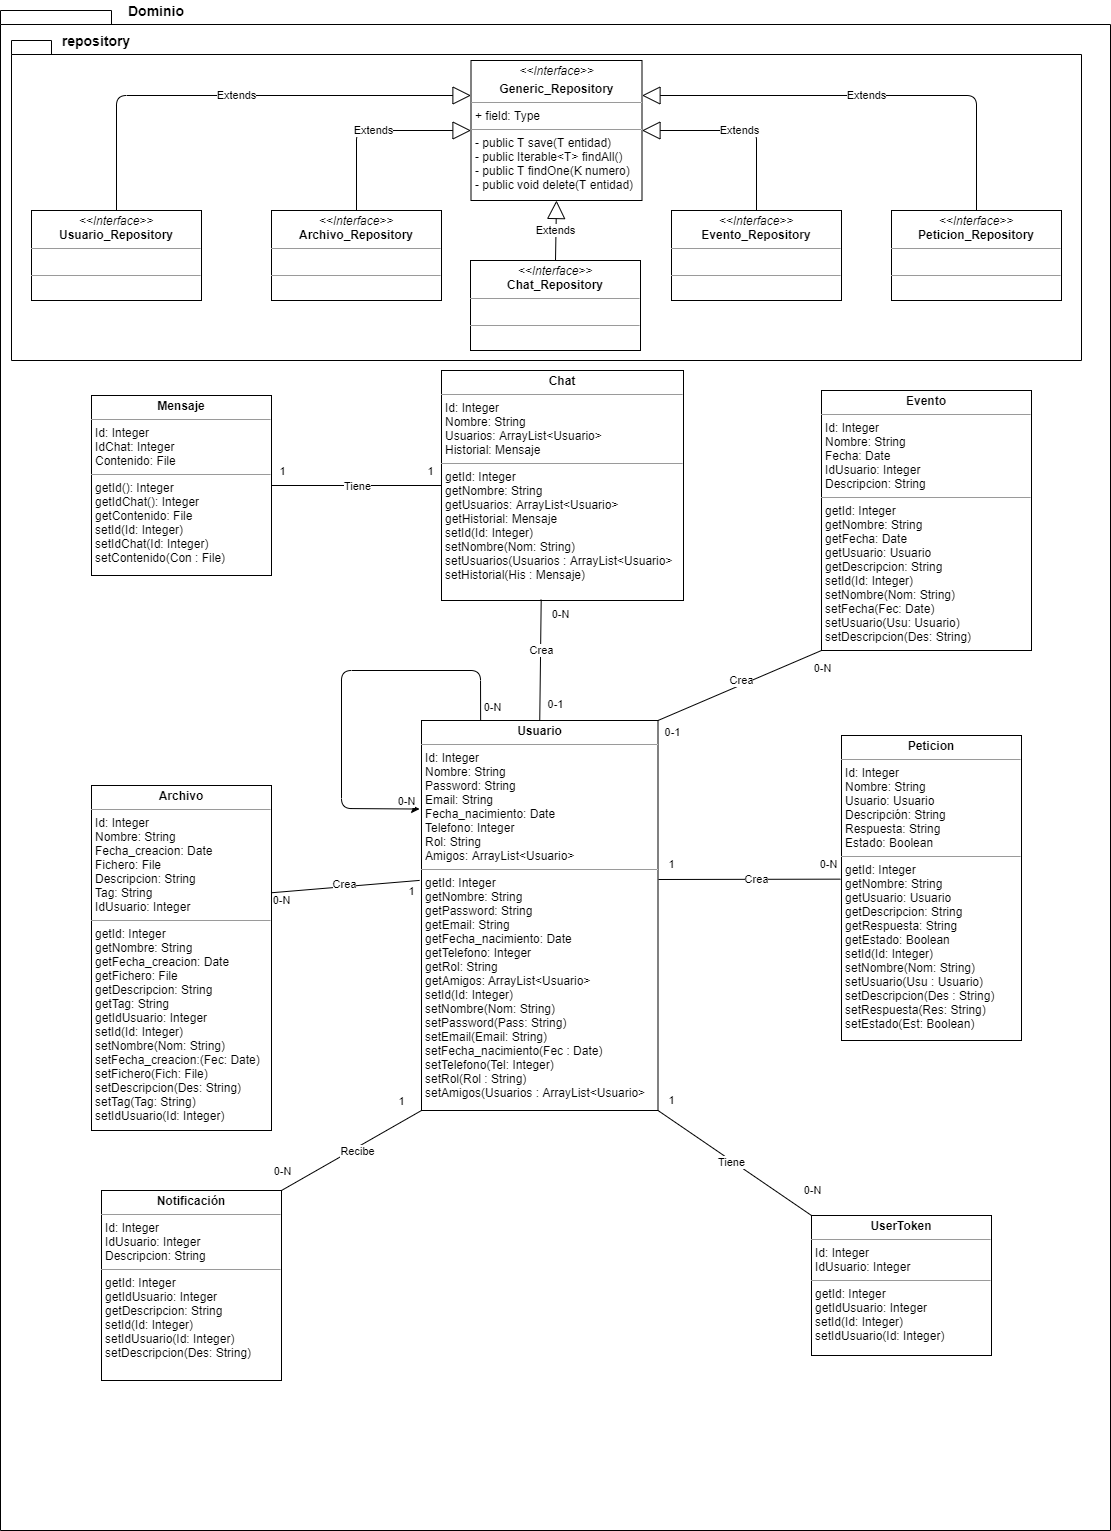 Dominio
repository
<<Interface>>
Generic_Repository
+ field: Type
- public T save(T entidad)
- public Iterable<T> findAll()
- public T findOne(K numero)
- public void delete(T entidad)
Extends
Extends
Extends
Extends
Extends
<<Interface>>
Usuario_Repository
<<Interface>>
Archivo_Repository
<<Interface>>
Chat_Repository
<<Interface>>
Evento_Repository
<<Interface>>
Peticion_Repository
Mensaje
Id: Integer
IdChat: Integer
Contenido: File
getId(): Integer
getIdChat(): Integer
getContenido: File
setId(Id: Integer)
setIdChat(Id: Integer)
setContenido(Con : File)
1
Tiene
1
Chat
Id: Integer
Nombre: String
Usuarios: ArrayList<Usuario>
Historial: Mensaje
getId: Integer
getNombre: String
getUsuarios: ArrayList<Usuario>
getHistorial: Mensaje
setId(Id: Integer)
setNombre(Nom: String)
setUsuarios(Usuarios : ArrayList<Usuario>
setHistorial(His : Mensaje)
Evento
Id: Integer
Nombre: String
Fecha: Date
IdUsuario: Integer
Descripcion: String
getId: Integer
getNombre: String
getFecha: Date
getUsuario: Usuario
getDescripcion: String
setId(Id: Integer)
setNombre(Nom: String)
setFecha(Fec: Date)
setUsuario(Usu: Usuario)
setDescripcion(Des: String)
0-N
Crea
0-1
0-N
Crea
0-1
0-N
0-N
Usuario
Id: Integer
Nombre: String
Password: String
Email: String
Fecha_nacimiento: Date
Telefono: Integer
Rol: String
Amigos: ArrayList<Usuario>
getId: Integer
getNombre: String
getPassword: String
getEmail: String
getFecha_nacimiento: Date
getTelefono: Integer
getRol: String
getAmigos: ArrayList<Usuario>
setId(Id: Integer)
setNombre(Nom: String)
setPassword(Pass: String)
setEmail(Email: String)
setFecha_nacimiento(Fec : Date)
setTelefono(Tel: Integer)
setRol(Rol : String)
setAmigos(Usuarios : ArrayList<Usuario>
Peticion
Id: Integer
Nombre: String
Usuario: Usuario
Descripción: String
Respuesta: String
Estado: Boolean
getId: Integer
getNombre: String
getUsuario: Usuario
getDescripcion: String
getRespuesta: String
getEstado: Boolean
setId(Id: Integer)
setNombre(Nom: String)
setUsuario(Usu : Usuario)
setDescripcion(Des : String)
setRespuesta(Res: String)
setEstado(Est: Boolean)
1
Crea
0-N
Archivo
Id: Integer
Nombre: String
Fecha_creacion: Date
Fichero: File
Descripcion: String
Tag: String
IdUsuario: Integer
getId: Integer
getNombre: String
getFecha_creacion: Date
getFichero: File
getDescripcion: String
getTag: String
getIdUsuario: Integer
setId(Id: Integer)
setNombre(Nom: String)
setFecha_creacion:(Fec: Date)
setFichero(Fich: File)
setDescripcion(Des: String)
setTag(Tag: String)
setIdUsuario(Id: Integer)
0-N
Crea
1
1
Recibe
0-N
1
Tiene
0-N
Notificación
Id: Integer
IdUsuario: Integer
Descripcion: String
getId: Integer
getIdUsuario: Integer
getDescripcion: String
setId(Id: Integer)
setIdUsuario(Id: Integer)
setDescripcion(Des: String)
UserToken
Id: Integer
IdUsuario: Integer
getId: Integer
getIdUsuario: Integer
setId(Id: Integer)
setIdUsuario(Id: Integer)